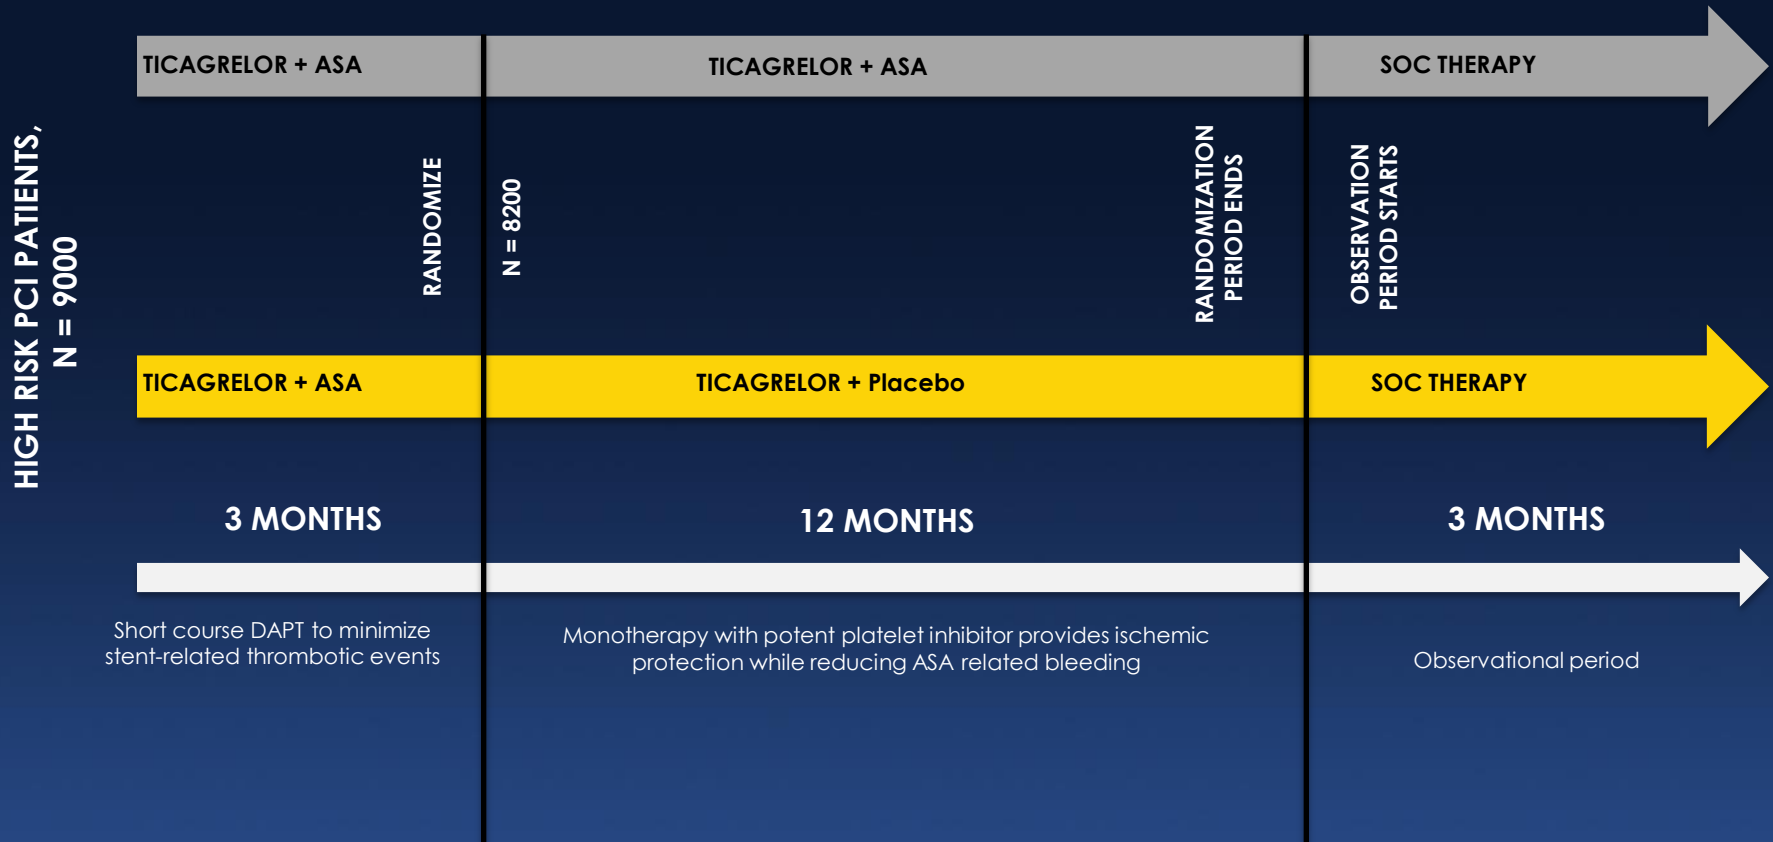 TICAGRELOR + ASA
TICAGRELOR + ASA
SOC THERAPY
HIGH RISK PCI PATIENTS,
N = 9000
RANDOMIZE
N = 8200
RANDOMIZATION
PERIOD ENDS
OBSERVATION
PERIOD STARTS
TICAGRELOR + ASA
TICAGRELOR + Placebo
SOC THERAPY
3 MONTHS
12 MONTHS
3 MONTHS
Short course DAPT to minimize
stent-related thrombotic events
Monotherapy with potent platelet inhibitor provides ischemic
protection while reducing ASA related bleeding
Observational period